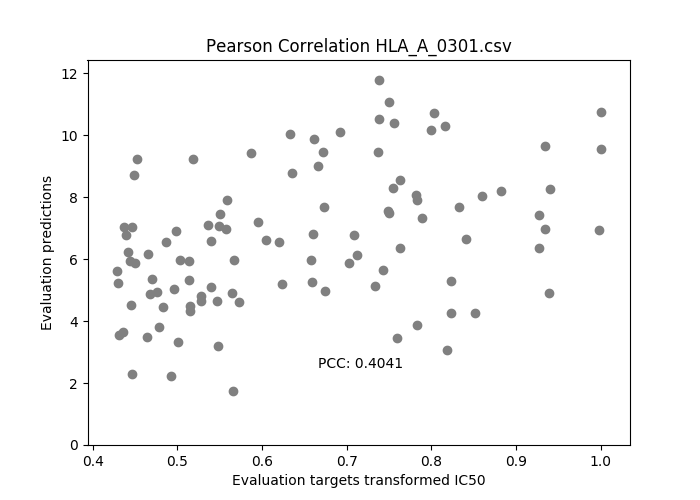 Pearson Correlation HLA_A_0301.csv
12
10
8
6
4
2
0
Evaluation predictions
PCC: 0.4041
0.4 0.5 0.6 0.7 0.8 0.9 1.0
Evaluation targets transformed IC50